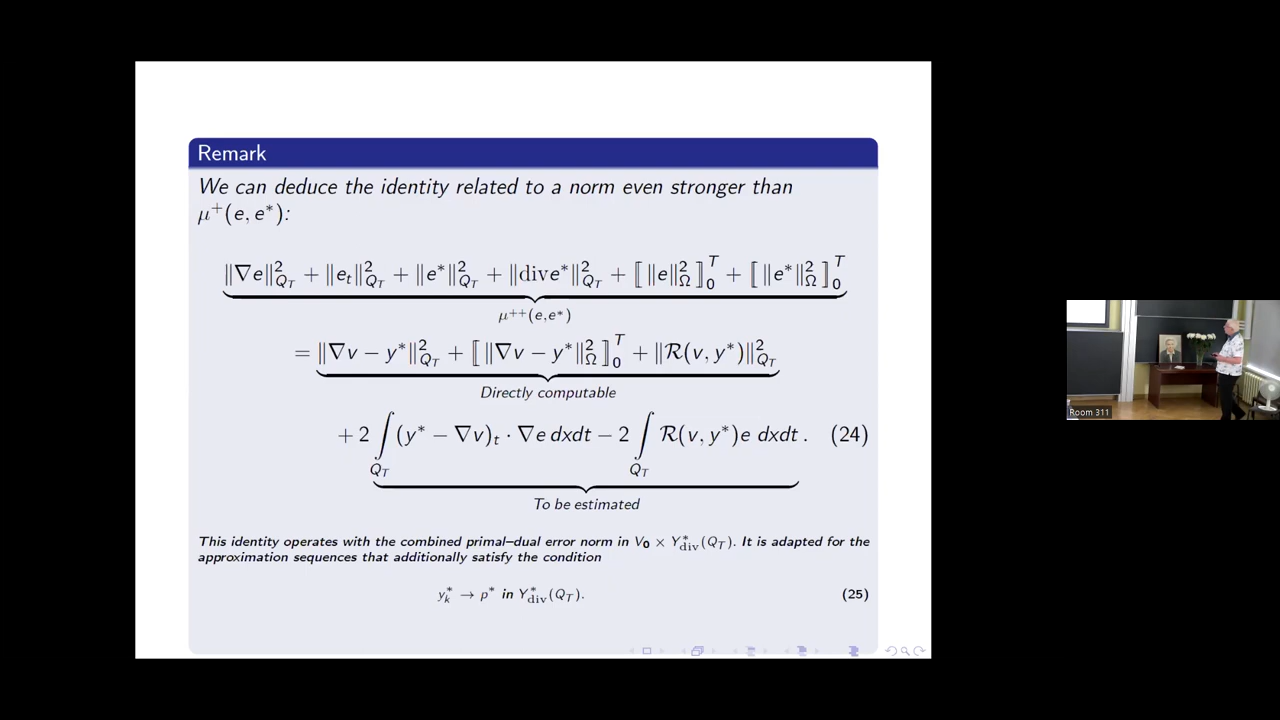 Remark
We can deduce the identity related to a norm even stronger than
μ⁺(e, e*):
‖∇e‖²_{Q_T} + ‖e_t‖²_{Q_T} + ‖e*‖²_{Q_T} + ‖div e*‖²_{Q_T} + ⟦‖e‖²_Ω⟧₀ᵀ + ⟦‖e*‖²_Ω⟧₀ᵀ
μ⁺⁺(e,e*)
= ‖∇v − y*‖²_{Q_T} + ⟦‖∇v − y*‖²_Ω⟧₀ᵀ + ‖ℛ(v, y*)‖²_{Q_T}
Directly computable
+ 2 ∫_{Q_T} (y* − ∇v)_t · ∇e dxdt − 2 ∫_{Q_T} ℛ(v, y*)e dxdt . (24)
To be estimated
This identity operates with the combined primal–dual error norm in V₀ × Y*_div(Q_T). It is adapted for the
approximation sequences that additionally satisfy the condition
y*_k → p* in Y*_div(Q_T). (25)
Room 311